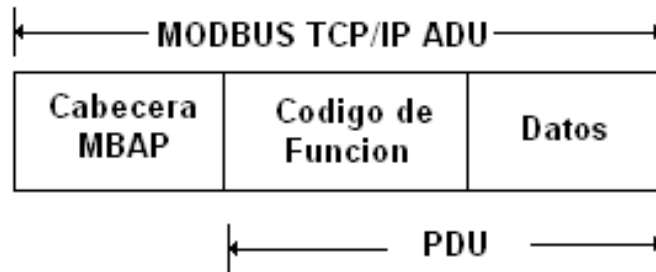 MODBUS TCP/IP ADU
Cabecera
MBAP
Codigo de
Funcion
Datos
PDU